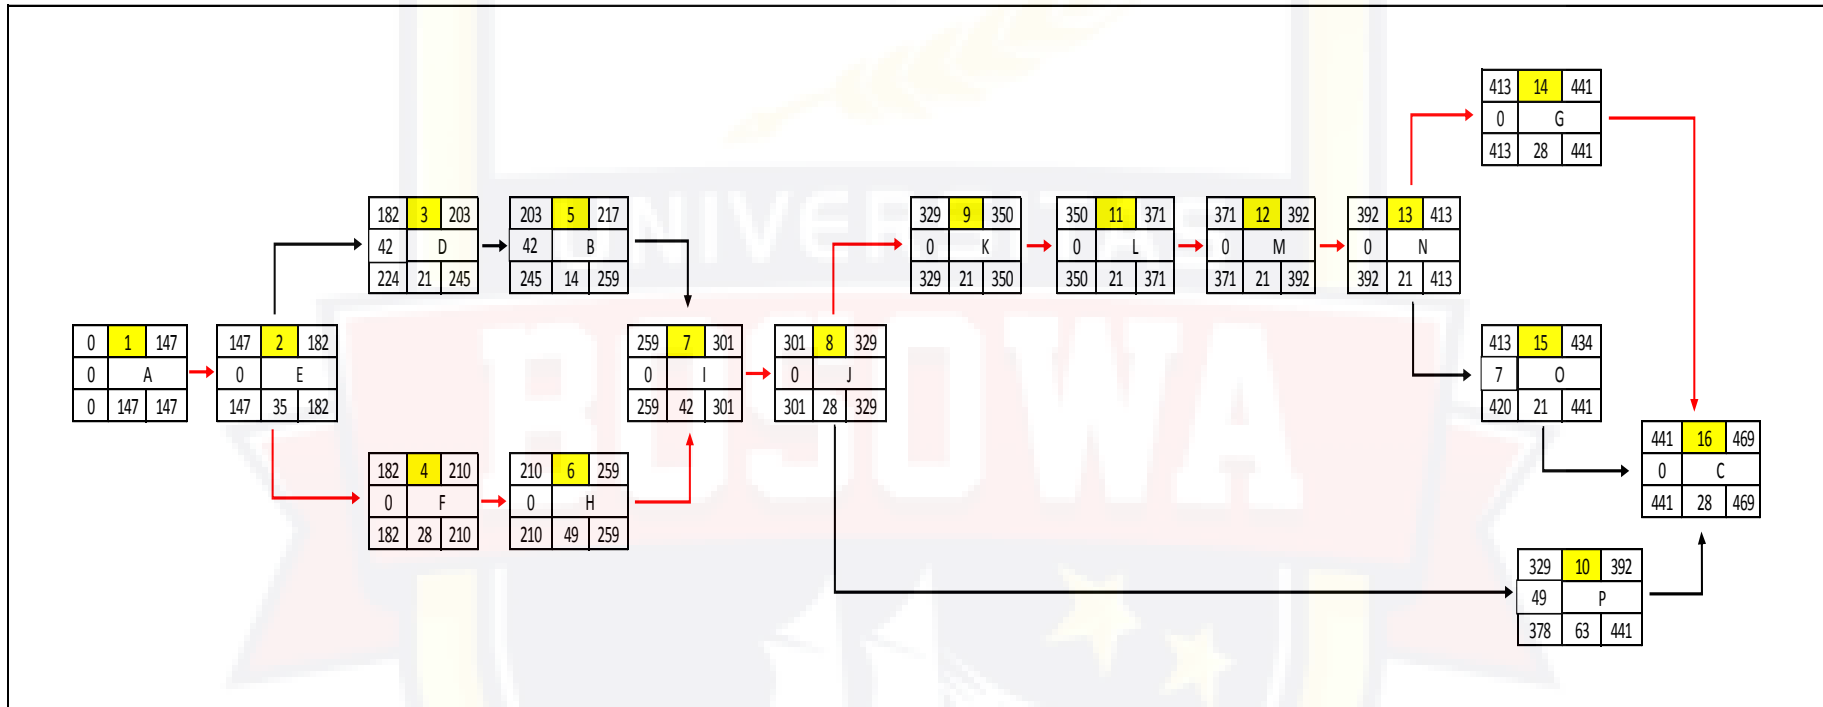 413 14 441
0 G
413 28 441
182 3 203
42 D
224 21 245
203 5 217
42 B
245 14 259
329 9 350
0 K
329 21 350
350 11 371
0 L
350 21 371
371 12 392
0 M
371 21 392
392 13 413
0 N
392 21 413
UNIVERSITAS
0 1 147
0 A
0 147 147
147 2 182
0 E
147 35 182
259 7 301
0 I
259 42 301
301 8 329
0 J
301 28 329
413 15 434
7 O
420 21 441
BOSOWA
182 4 210
0 F
182 28 210
210 6 259
0 H
210 49 259
441 16 469
0 C
441 28 469
329 10 392
49 P
378 63 441